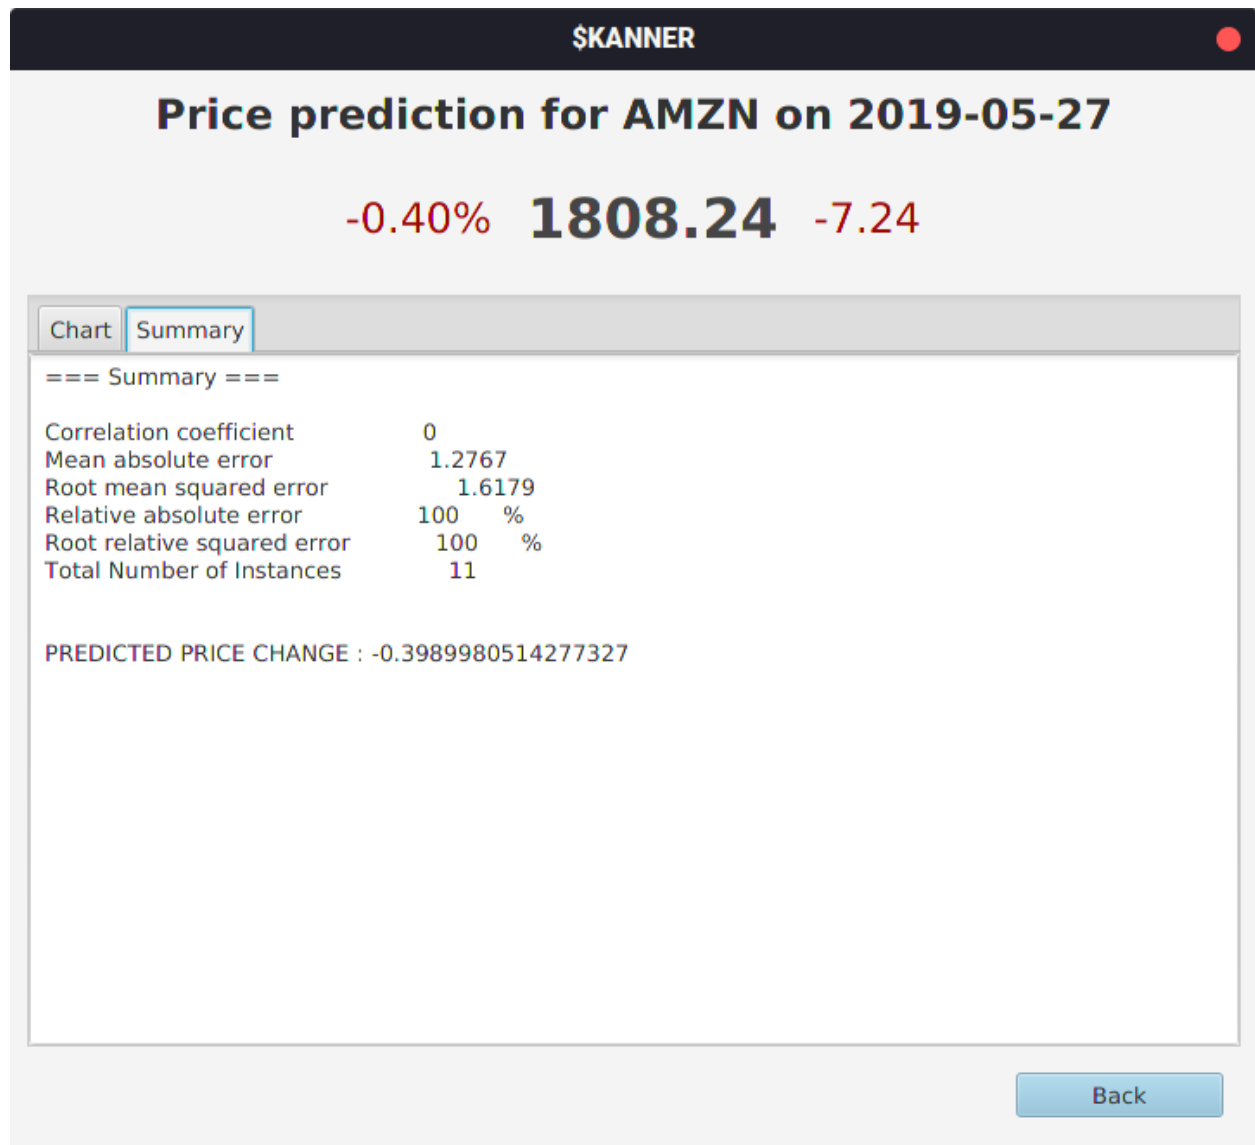 $KANNER
Price prediction for AMZN on 2019-05-27
-0.40% 1808.24 -7.24
Chart Summary
=== Summary ===
Correlation coefficient 0
Mean absolute error 1.2767
Root mean squared error 1.6179
Relative absolute error 100 %
Root relative squared error 100 %
Total Number of Instances 11
PREDICTED PRICE CHANGE : -0.3989980514277327
Back